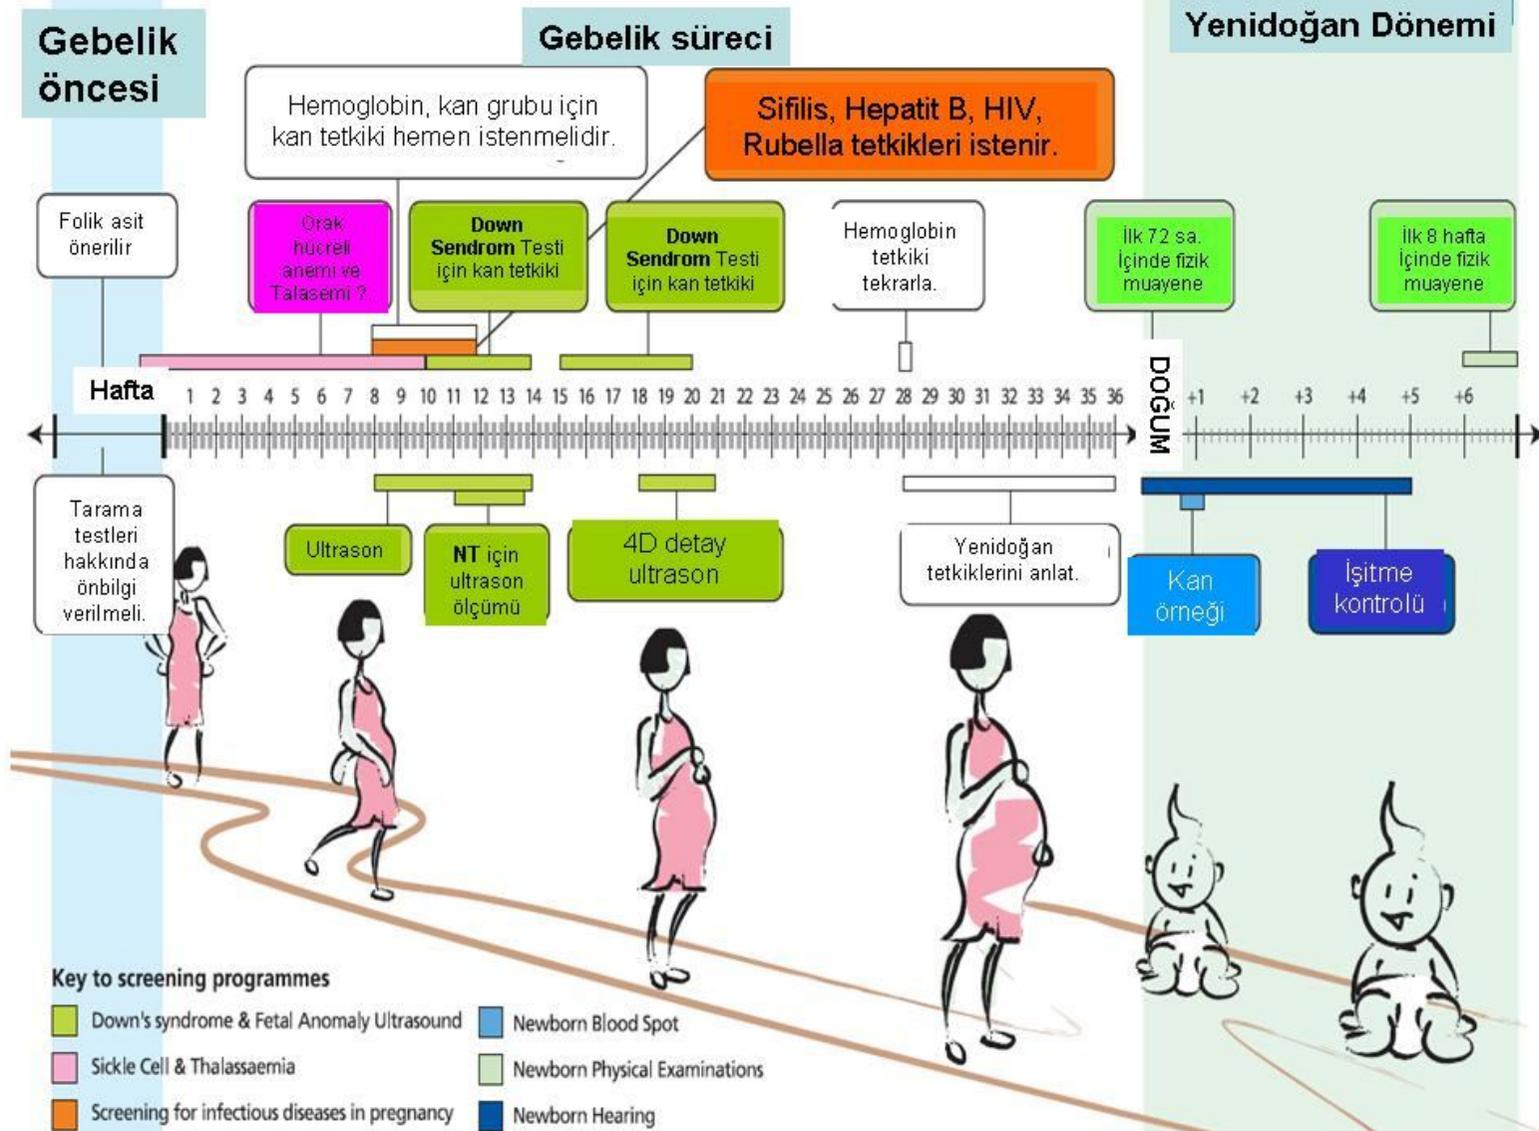 Gebelik
öncesi
Gebelik süreci
Yenidoğan Dönemi
Hemoglobin, kan grubu için
kan tetkiki hemen istenmelidir.
Sifilis, Hepatit B, HIV,
Rubella tetkikleri istenir.
Folik asit
önerilir
Orak
hücreli
anemi ve
Talasemi ?
Down
Sendrom Testi
için kan tetkiki
Down
Sendrom Testi
için kan tetkiki
Hemoglobin
tetkiki
tekrarla.
İlk 72 sa.
İçinde fizik
muayene
İlk 8 hafta
İçinde fizik
muayene
Hafta
1 2 3 4 5 6 7 8 9 10 11 12 13 14 15 16 17 18 19 20 21 22 23 24 25 26 27 28 29 30 31 32 33 34 35 36
DOĞUM
+1 +2 +3 +4 +5 +6
Tarama
testleri
hakkında
önbilgi
verilmeli.
Ultrason
NT için
ultrason
ölçümü
4D detay
ultrason
Yenidoğan
tetkiklerini anlat.
Kan
örneği
İşitme
kontrolü
Key to screening programmes
Down's syndrome & Fetal Anomaly Ultrasound
Sickle Cell & Thalassaemia
Screening for infectious diseases in pregnancy
Newborn Blood Spot
Newborn Physical Examinations
Newborn Hearing